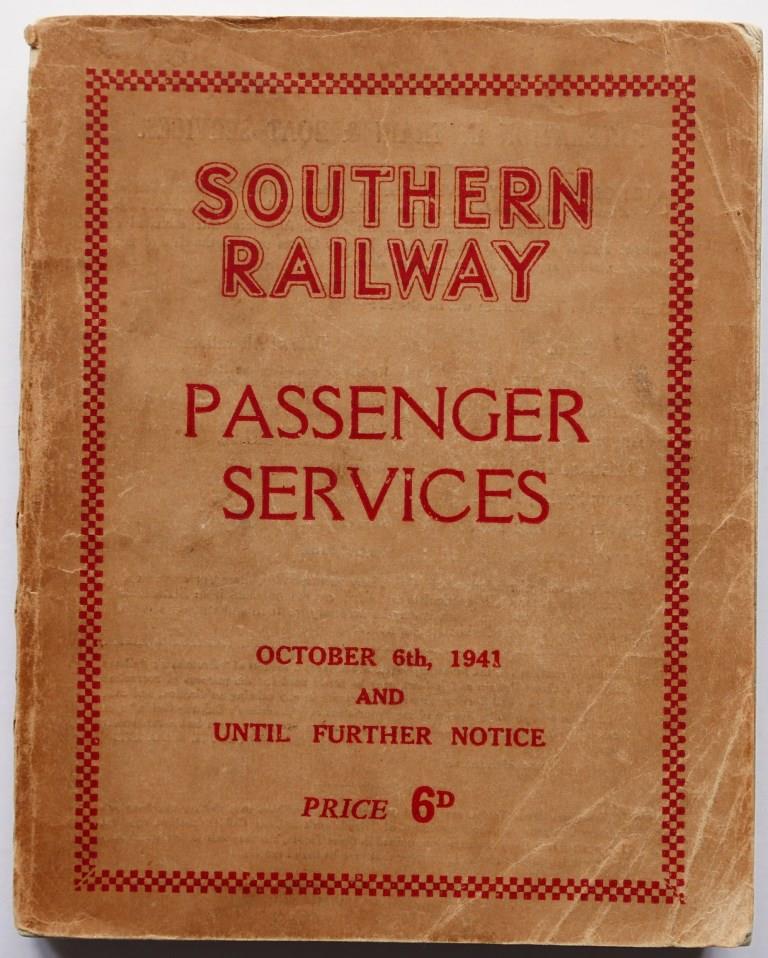 SOUTHERN
RAILWAY
PASSENGER
SERVICES
OCTOBER 6th, 1941
AND
UNTIL FURTHER NOTICE
PRICE 6D